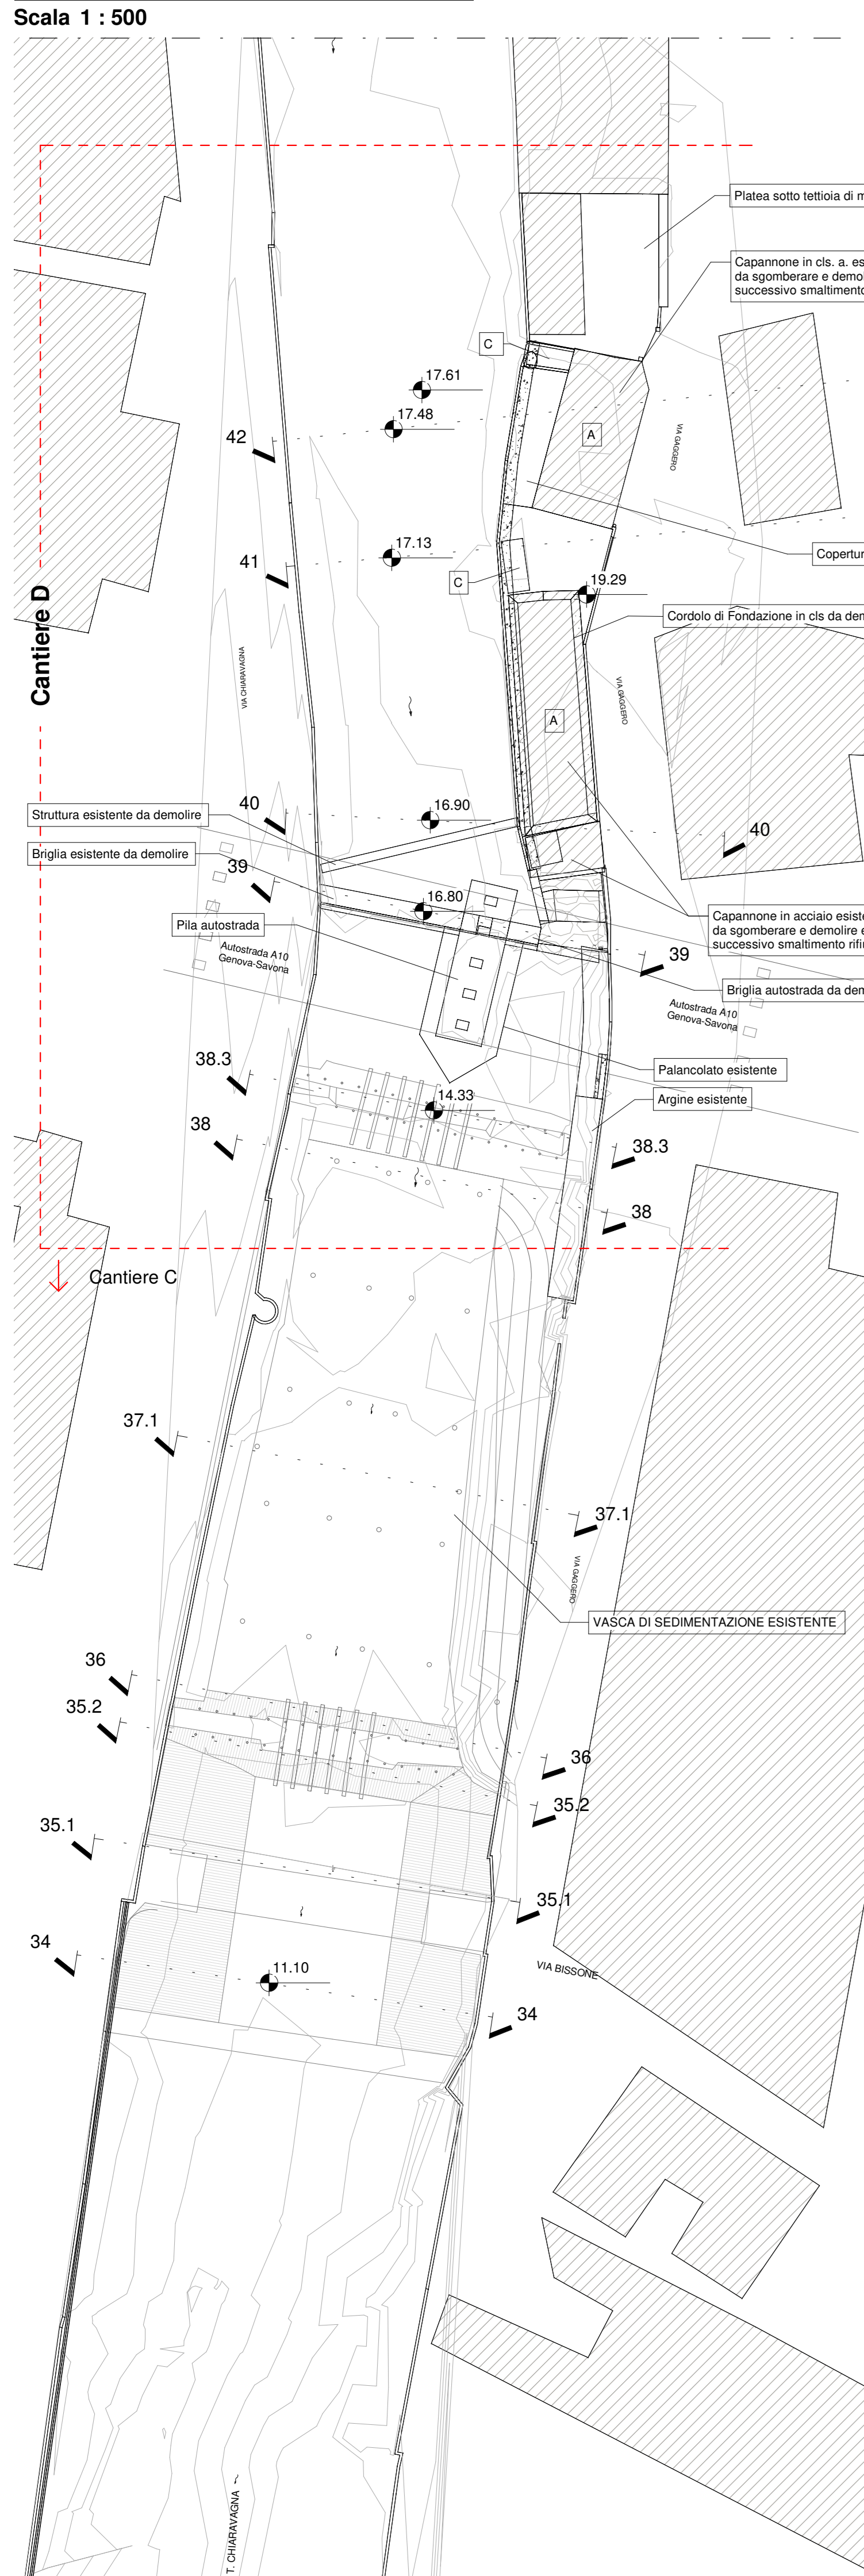 Scala 1 : 500
Platea sotto tettioia di m
Capannone in cls. a. es
da sgomberare e demol
successivo smaltimento
C
17.61
17.48
42
A
VIA GAGGERO
17.13
41
Copertur
C
19.29
Cantiere D
Cordolo di Fondazione in cls da dem
VIA CHIARAVAGNA
VIA GAGGERO
A
40
16.90
Struttura esistente da demolire
40
Briglia esistente da demolire
39
16.80
Pila autostrada
Capannone in acciaio esiste
da sgomberare e demolire e
successivo smaltimento rifiu
Autostrada A10
Genova-Savona
39
Briglia autostrada da dem
Autostrada A10
Genova-Savona
38.3
Palancolato esistente
14.33
Argine esistente
38
38.3
38
Cantiere C
37.1
37.1
VIA GAGGERO
VASCA DI SEDIMENTAZIONE ESISTENTE
36
35.2
36
35.2
35.1
35.1
34
11.10
VIA BISSONE
34
T. CHIARAVAGNA